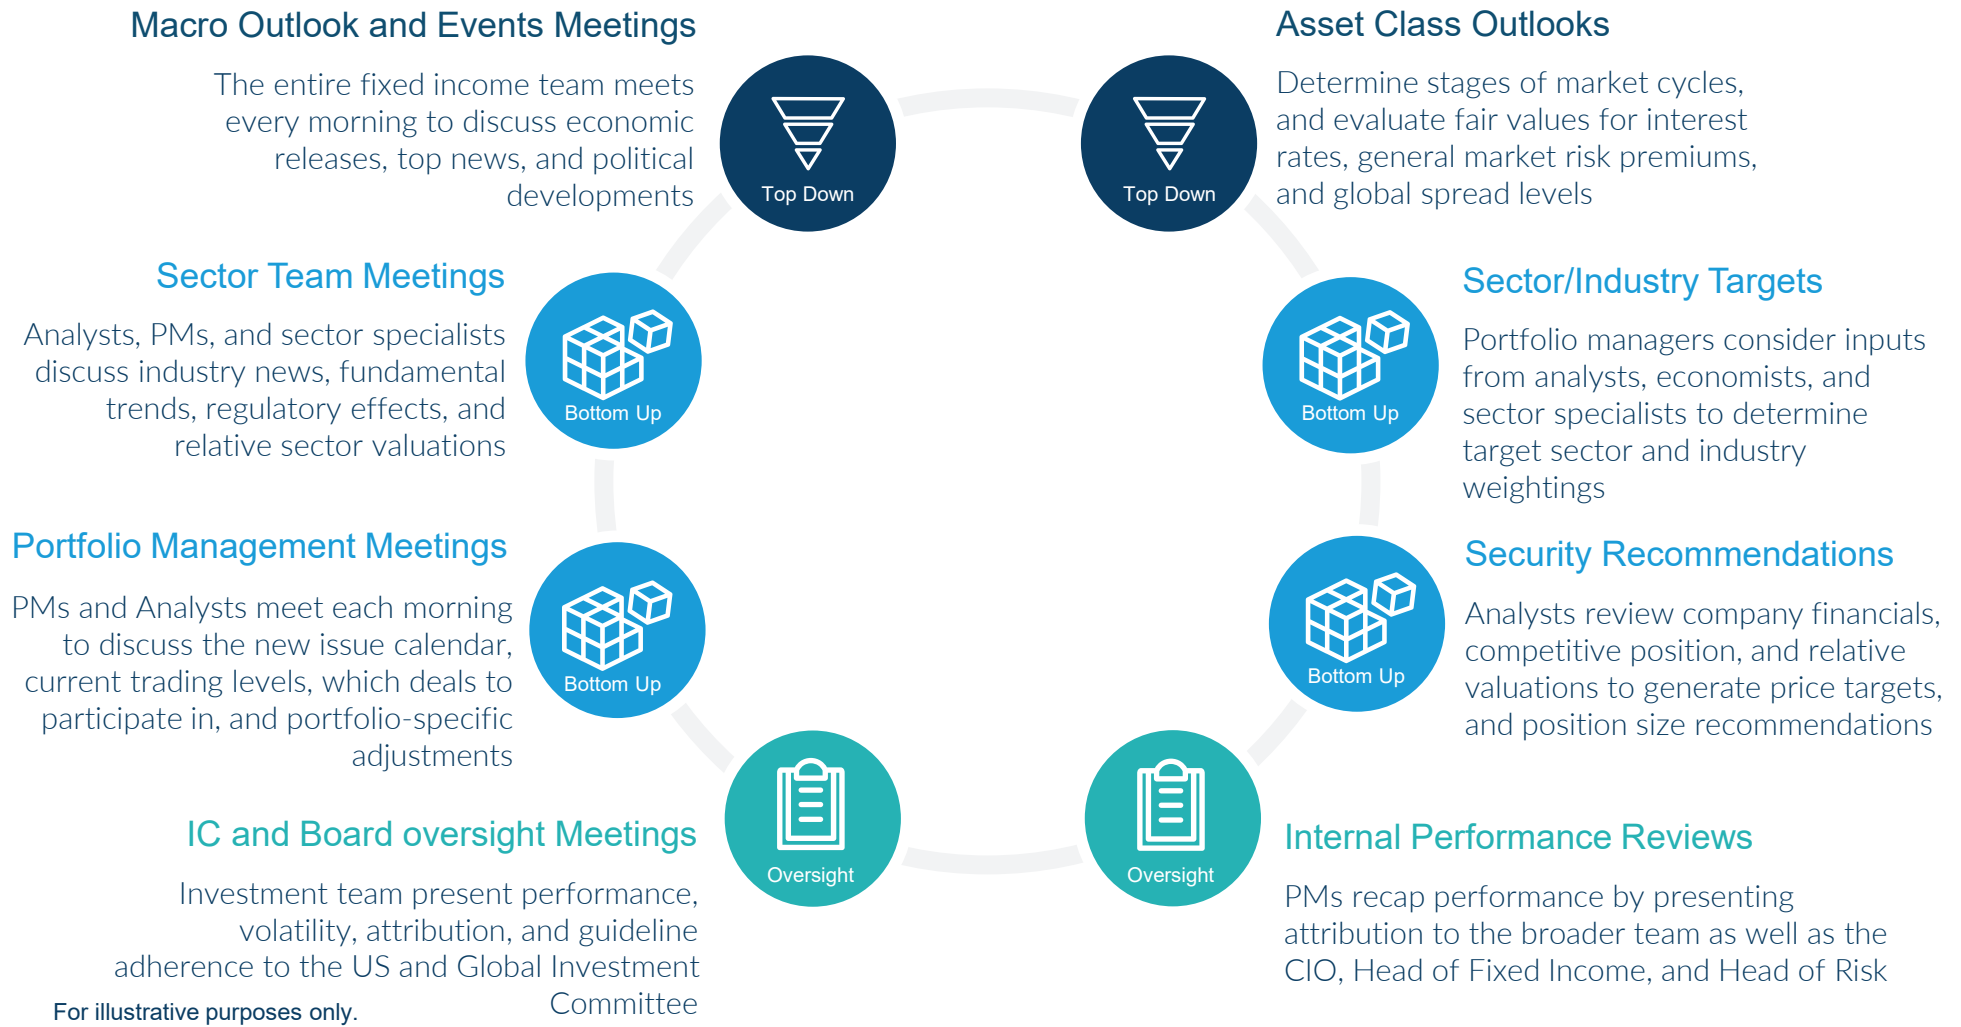 Macro Outlook and Events Meetings
The entire fixed income team meets
every morning to discuss economic
releases, top news, and political
developments
Top Down
Asset Class Outlooks
Determine stages of market cycles,
and evaluate fair values for interest
rates, general market risk premiums,
and global spread levels
Top Down
Sector Team Meetings
Analysts, PMs, and sector specialists
discuss industry news, fundamental
trends, regulatory effects, and
relative sector valuations
Bottom Up
Sector/Industry Targets
Portfolio managers consider inputs
from analysts, economists, and
sector specialists to determine
target sector and industry
weightings
Bottom Up
Portfolio Management Meetings
PMs and Analysts meet each morning
to discuss the new issue calendar,
current trading levels, which deals to
participate in, and portfolio-specific
adjustments
Bottom Up
Security Recommendations
Analysts review company financials,
competitive position, and relative
valuations to generate price targets,
and position size recommendations
Bottom Up
IC and Board oversight Meetings
Investment team present performance,
volatility, attribution, and guideline
adherence to the US and Global Investment
Committee
Oversight
Internal Performance Reviews
PMs recap performance by presenting
attribution to the broader team as well as the
CIO, Head of Fixed Income, and Head of Risk
Oversight
For illustrative purposes only.